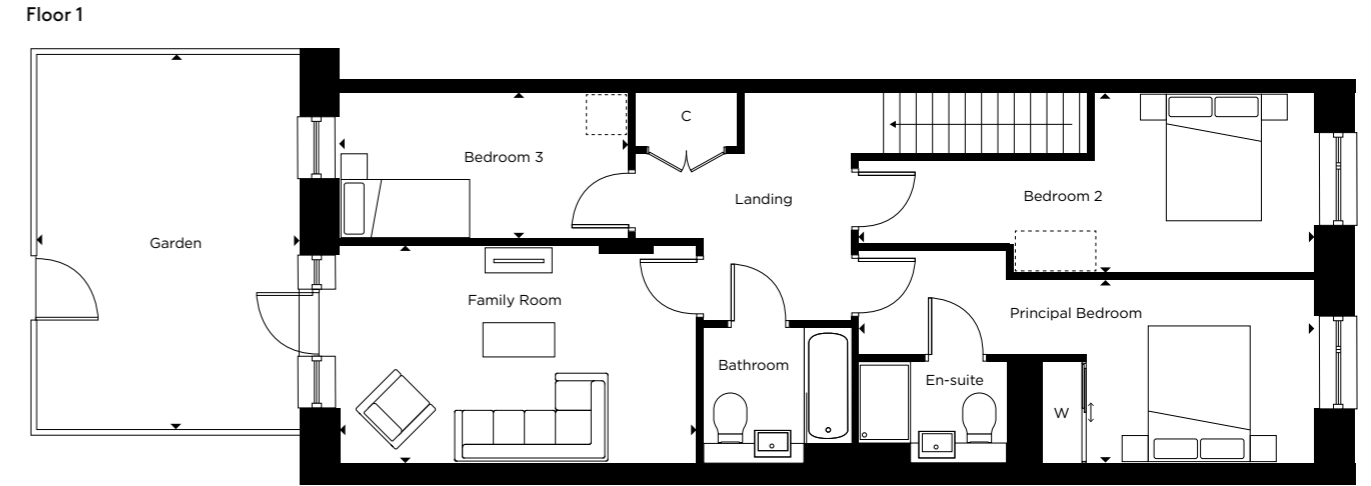 Floor 1
C
Bedroom 3
Landing
Bedroom 2
Garden
Family Room
Principal Bedroom
Bathroom
En-suite
W